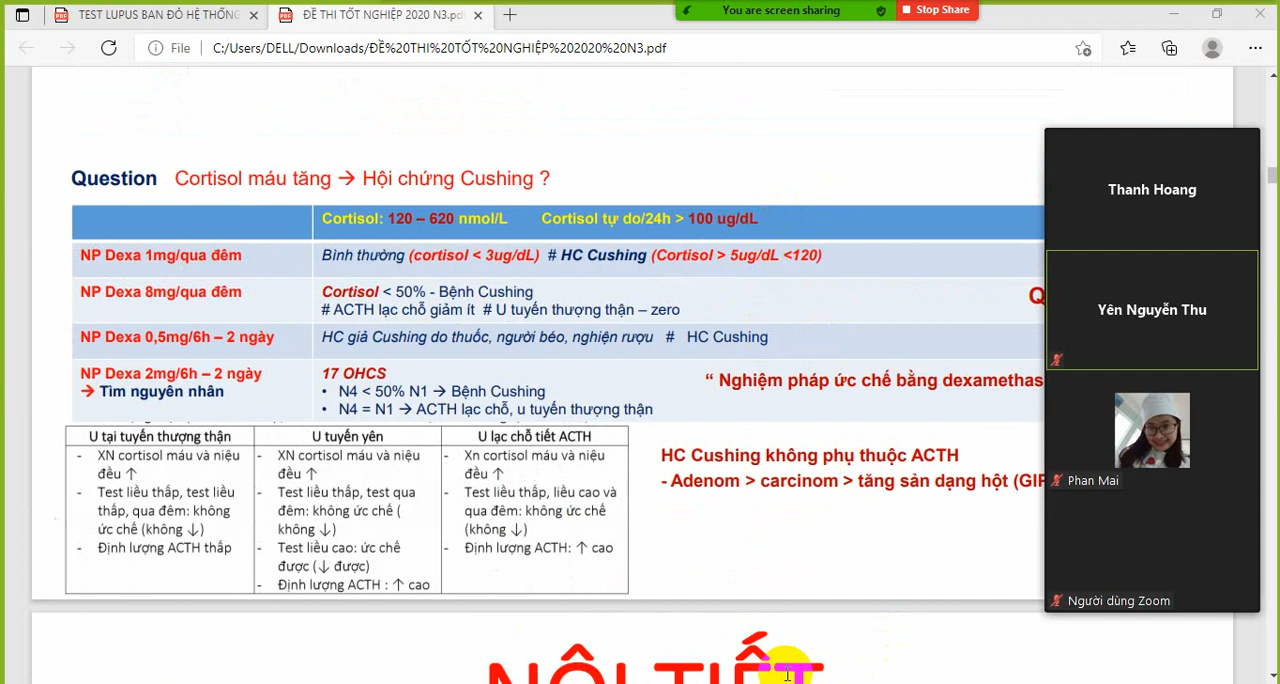 TEST LUPUS BAN ĐỎ HỆ THỐNG
ĐỀ THI TỐT NGHIỆP 2020 N3.pdf
You are screen sharing
Stop Share
File
C:/Users/DELL/Downloads/ĐỀ%20THI%20TỐT%20NGHIỆP%202020%20N3.pdf
Question Cortisol máu tăng → Hội chứng Cushing ?
Cortisol: 120 – 620 nmol/L Cortisol tự do/24h > 100 ug/dL
NP Dexa 1mg/qua đêm
Bình thường (cortisol < 3ug/dL) # HC Cushing (Cortisol > 5ug/dL <120)
NP Dexa 8mg/qua đêm
Cortisol < 50% - Bệnh Cushing
# ACTH lạc chỗ giảm ít # U tuyến thượng thận – zero
Q
NP Dexa 0,5mg/6h – 2 ngày
HC giả Cushing do thuốc, người béo, nghiện rượu # HC Cushing
NP Dexa 2mg/6h – 2 ngày
→ Tìm nguyên nhân
17 OHCS
• N4 < 50% N1 → Bệnh Cushing
• N4 = N1 → ACTH lạc chỗ, u tuyến thượng thận
“ Nghiệm pháp ức chế bằng dexamethas
U tại tuyến thượng thận
- XN cortisol máu và niệu
đều ↑
- Test liều thấp, test liều
thấp, qua đêm: không
ức chế (không ↓)
- Định lượng ACTH thấp
U tuyến yên
- XN cortisol máu và niệu
đều ↑
- Test liều thấp, test qua
đêm: không ức chế (
không ↓)
- Test liều cao: ức chế
được (↓ được)
- Định lượng ACTH : ↑ cao
U lạc chỗ tiết ACTH
- Xn cortisol máu và niệu
đều ↑
- Test liều thấp, liều cao và
qua đêm: không ức chế
(không ↓)
- Định lượng ACTH: ↑ cao
HC Cushing không phụ thuộc ACTH
- Adenom > carcinom > tăng sản dạng hột (GIF
NỘI TIẾT
Thanh Hoang
Yên Nguyễn Thu
Phan Mai
Người dùng Zoom